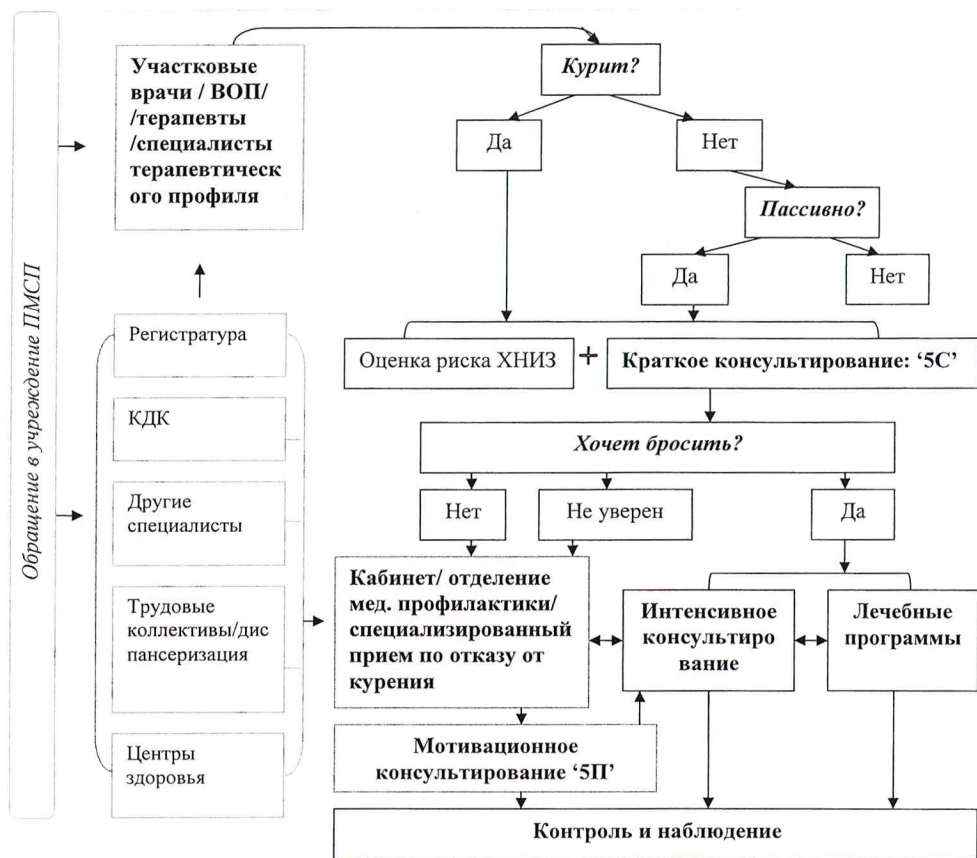 Обращение в учреждение ПМСП
Участковые
врачи / ВОП/
/терапевты
/специалисты
терапевтическ
ого профиля
Курит?
Да
Нет
Пассивно?
Да
Нет
Регистратура
КДК
Другие
специалисты
Трудовые
коллективы/дис
пансеризация
Центры
здоровья
Оценка риска ХНИЗ
+
Краткое консультирование: ‘5С’
Хочет бросить?
Нет
Не уверен
Да
Кабинет/ отделение
мед. профилактики/
специализированный
прием по отказу от
курения
Интенсивное
консультиро
вание
Лечебные
программы
Мотивационное
консультирование ‘5П’
Контроль и наблюдение